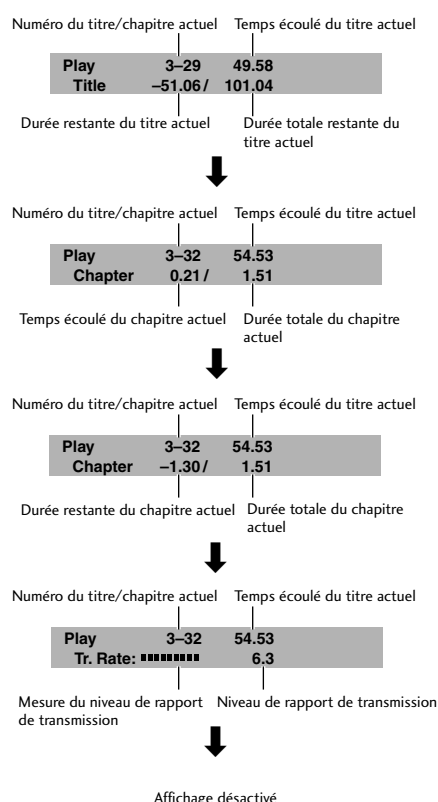 Numéro du titre/chapitre actuel Temps écoulé du titre actuel
Play 3–29 49.58
Title –51.06 / 101.04
Durée restante du titre actuel Durée totale restante du
titre actuel
Numéro du titre/chapitre actuel Temps écoulé du titre actuel
Play 3–32 54.53
Chapter 0.21 / 1.51
Temps écoulé du chapitre actuel Durée totale du chapitre
actuel
Numéro du titre/chapitre actuel Temps écoulé du titre actuel
Play 3–32 54.53
Chapter –1.30 / 1.51
Durée restante du chapitre actuel Durée totale du chapitre
actuel
Numéro du titre/chapitre actuel Temps écoulé du titre actuel
Play 3–32 54.53
Tr. Rate: 6.3
Mesure du niveau de rapport Niveau de rapport de transmission
de transmission
Affichage désactivé